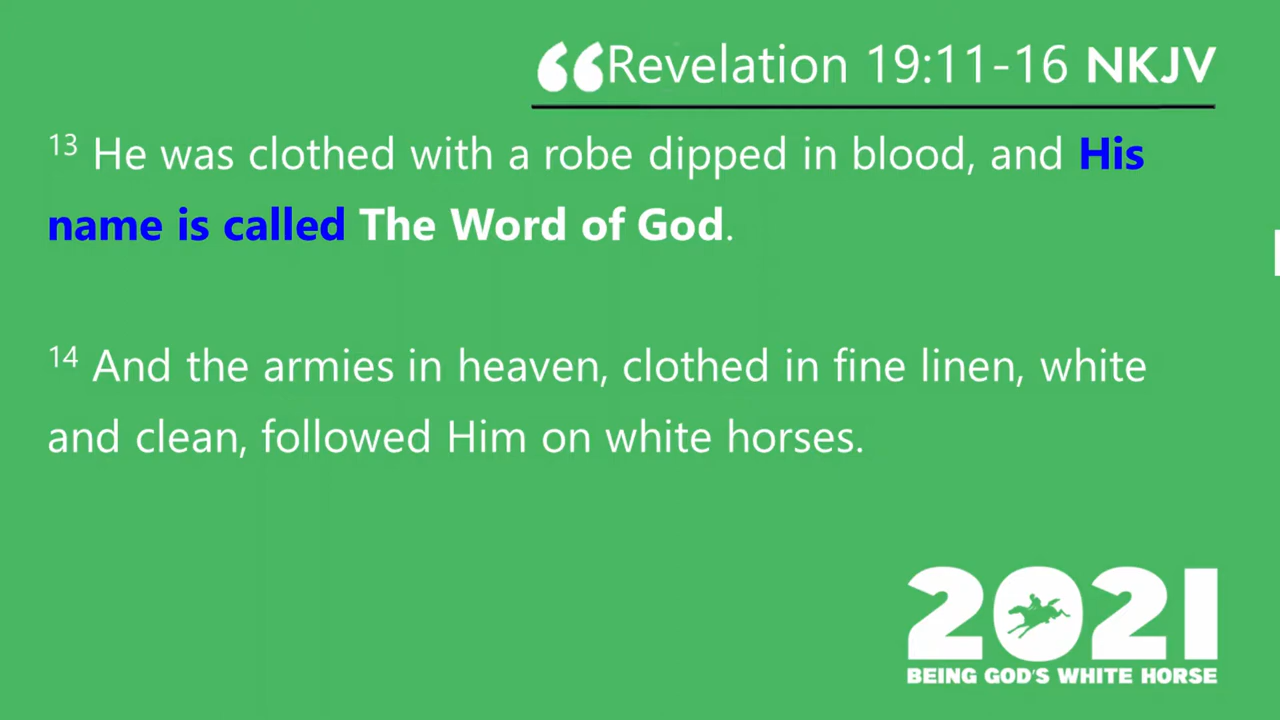 ❝Revelation 19:11-16 NKJV
13 He was clothed with a robe dipped in blood, and His
name is called The Word of God.
14 And the armies in heaven, clothed in fine linen, white
and clean, followed Him on white horses.
2021
BEING GOD'S WHITE HORSE